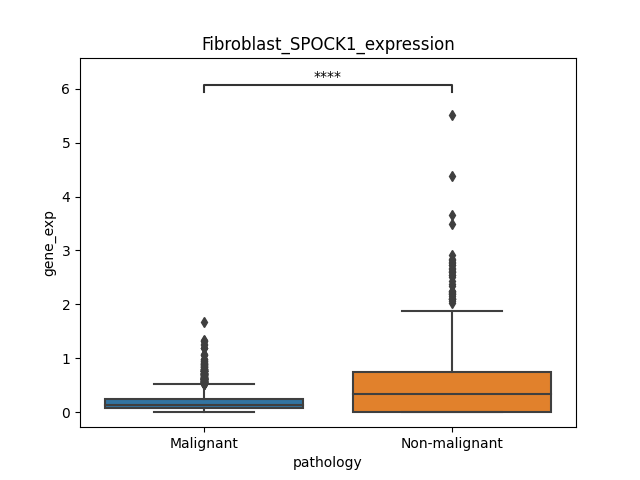 Fibroblast_SPOCK1_expression
****
6
5
4
3
2
1
0
gene_exp
Malignant
Non-malignant
pathology